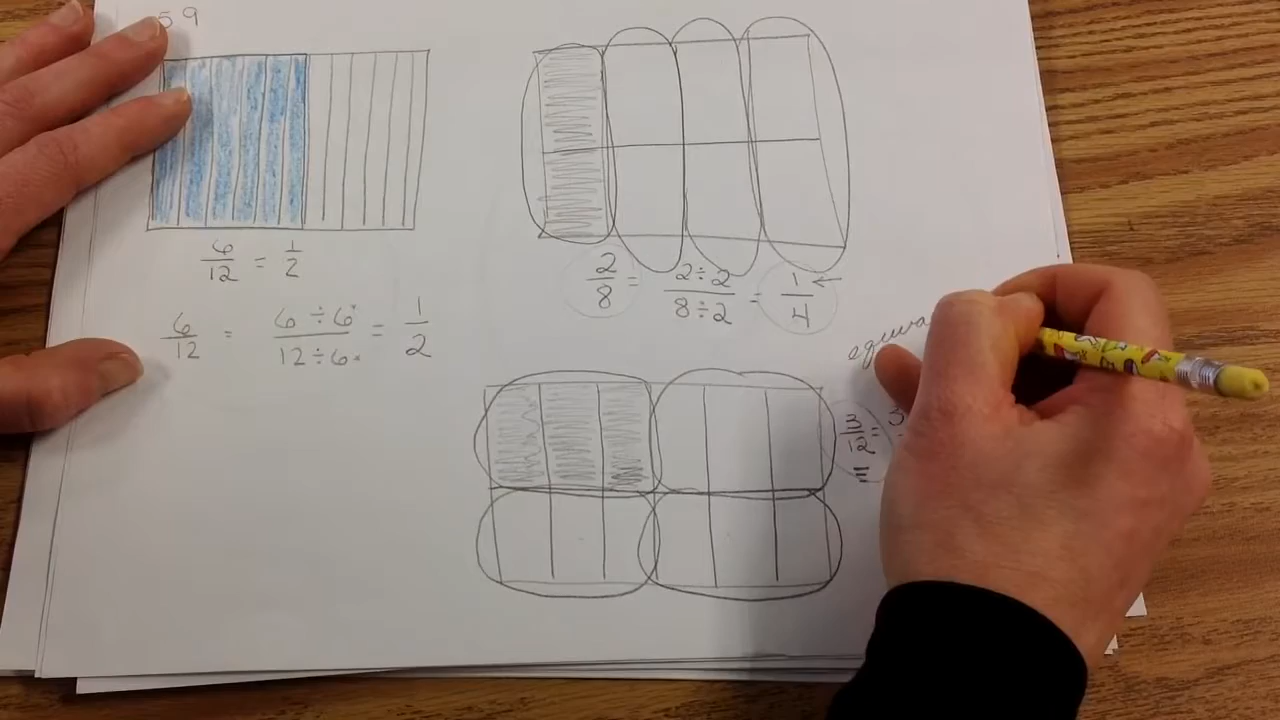 59
6/12 = 1/2
6/12 = 6 ÷ 6 / 12 ÷ 6 = 1/2
2/8 = 2 ÷ 2 / 8 ÷ 2 = 1/4 ←
3/12 = 3